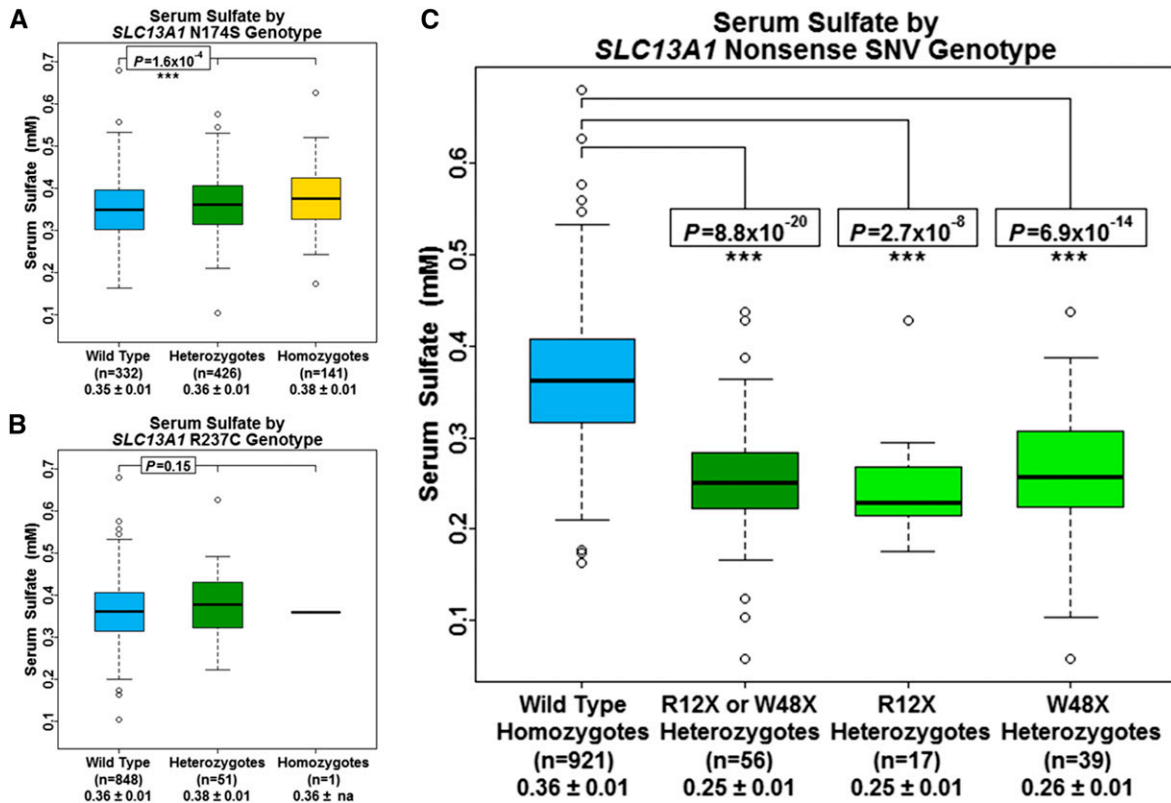 A
Serum Sulfate by
SLC13A1 N174S Genotype
P=1.6x10⁻⁴
***
Serum Sulfate (mM)
0.7
0.6
0.5
0.4
0.3
0.2
0.1
Wild Type Heterozygotes Homozygotes
(n=332) (n=426) (n=141)
0.35 ± 0.01 0.36 ± 0.01 0.38 ± 0.01
B
Serum Sulfate by
SLC13A1 R237C Genotype
P=0.15
Serum Sulfate (mM)
0.7
0.6
0.5
0.4
0.3
0.2
0.1
Wild Type Heterozygotes Homozygotes
(n=848) (n=51) (n=1)
0.36 ± 0.01 0.38 ± 0.01 0.36 ± na
C
Serum Sulfate by
SLC13A1 Nonsense SNV Genotype
P=8.8x10⁻²⁰ P=2.7x10⁻⁸ P=6.9x10⁻¹⁴
*** *** ***
Serum Sulfate (mM)
0.6
0.5
0.4
0.3
0.2
0.1
Wild Type R12X or W48X R12X W48X
Homozygotes Heterozygotes Heterozygotes Heterozygotes
(n=921) (n=56) (n=17) (n=39)
0.36 ± 0.01 0.25 ± 0.01 0.25 ± 0.01 0.26 ± 0.01